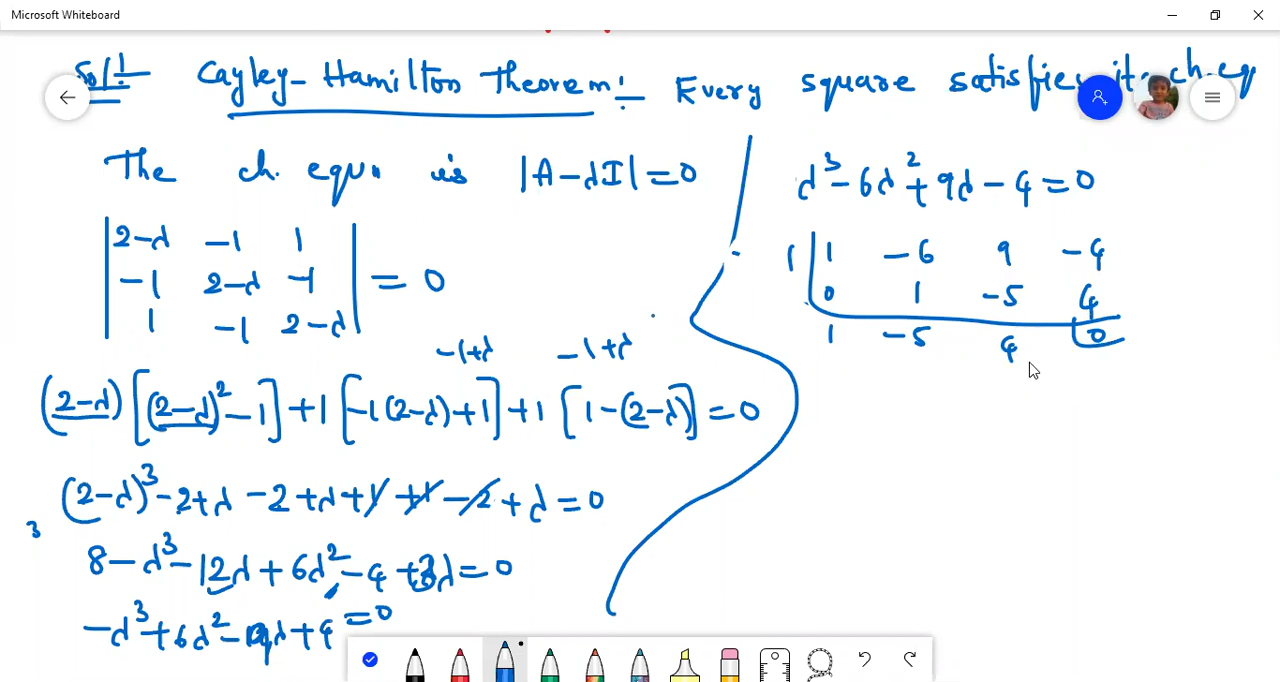 Microsoft Whiteboard
Sol!
Cayley-Hamilton Theorem:- Every square satisfies its ch. eq
The ch. equn is |A-λI|=0
|2-λ -1 1|
|-1 2-λ -1| = 0
|1 -1 2-λ|
-1+λ -1+λ
(2-λ)[(2-λ)²-1]+1[-1(2-λ)+1]+1[1-(2-λ)]=0
(2-λ)³-2+λ-2+λ+1+1-2+λ=0
3
8-λ³-12λ+6λ²-4+3λ=0
-λ³+6λ²-9λ+4=0
λ³-6λ²+9λ-4=0
1 | 1 -6 9 -4
0 1 -5 4
1 -5 4 0